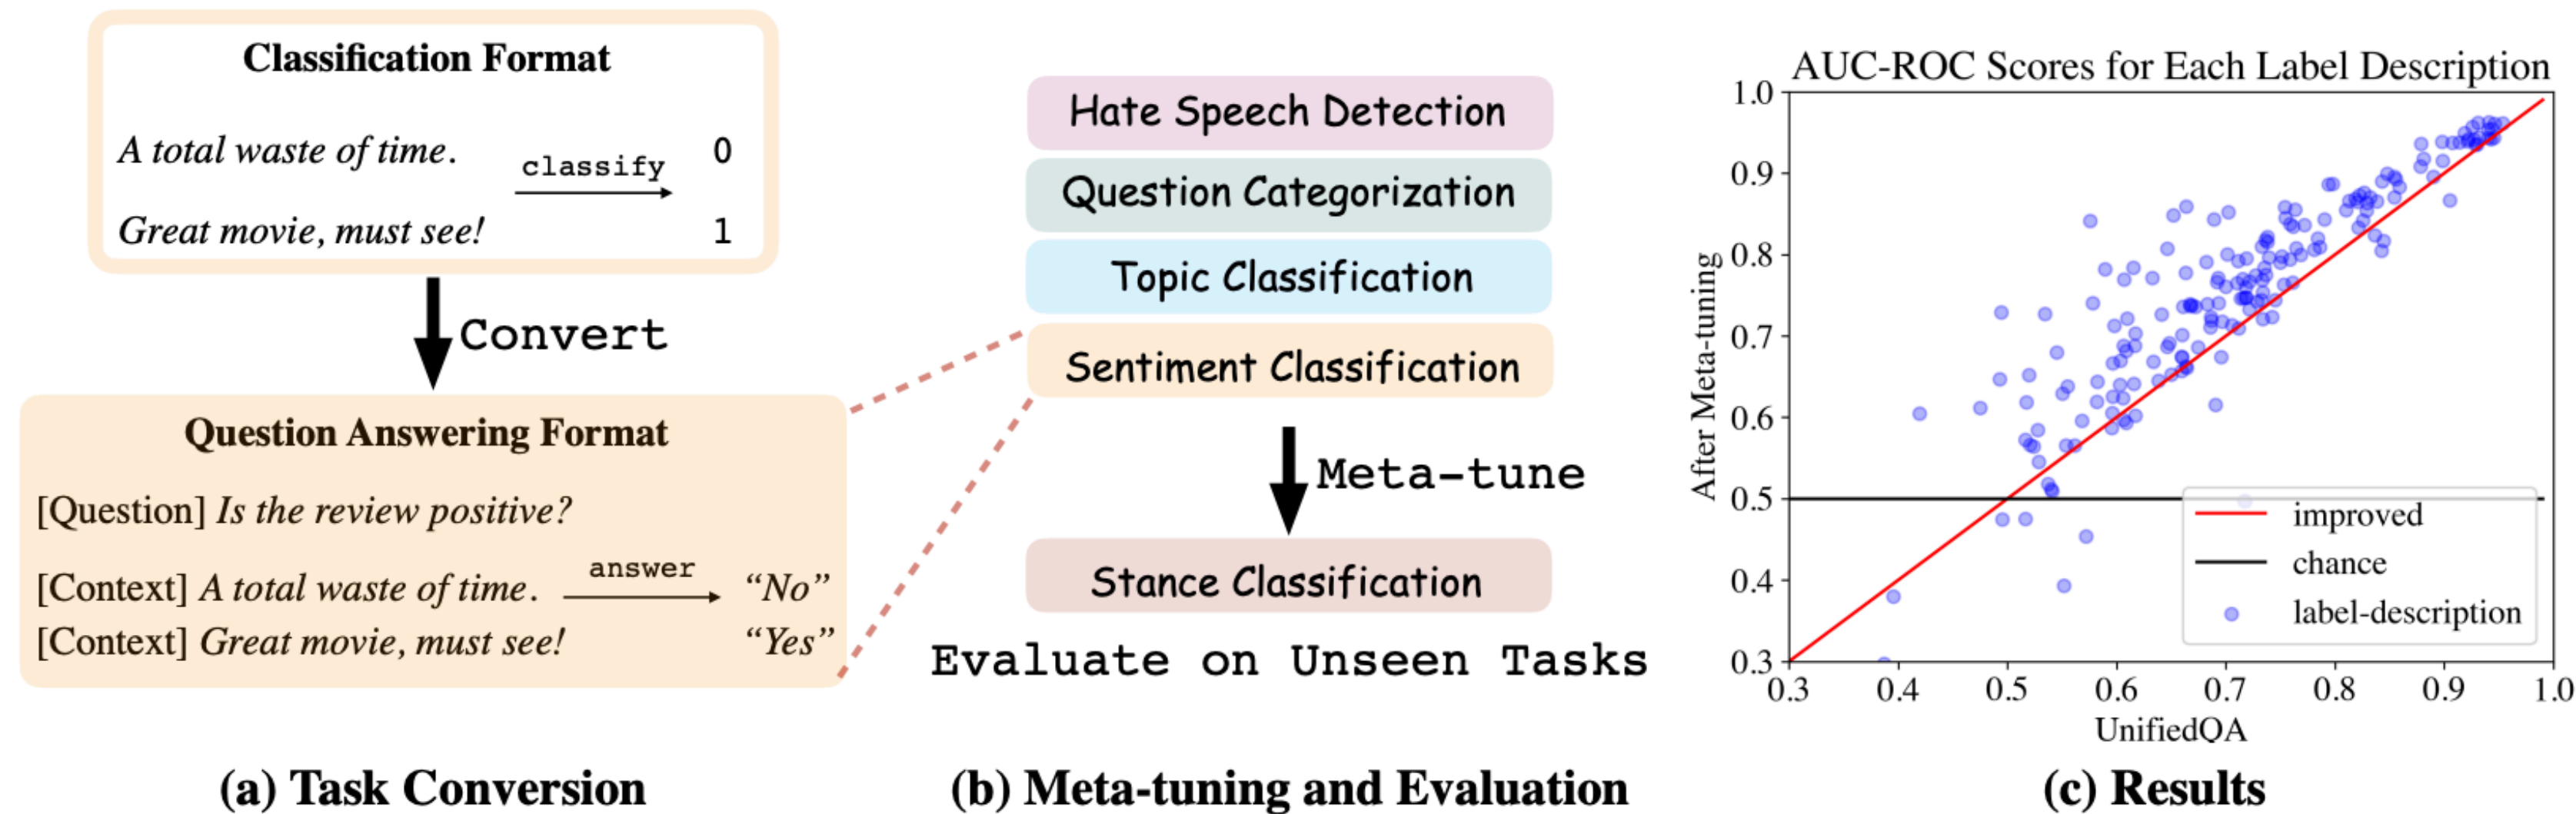 Classification Format
A total waste of time.
classify
0
Great movie, must see!
1
Convert
Question Answering Format
[Question] Is the review positive?
[Context] A total waste of time.
answer
“No”
[Context] Great movie, must see!
“Yes”
(a) Task Conversion
Hate Speech Detection
Question Categorization
Topic Classification
Sentiment Classification
Meta-tune
Stance Classification
Evaluate on Unseen Tasks
(b) Meta-tuning and Evaluation
AUC-ROC Scores for Each Label Description
After Meta-tuning
1.0
0.9
0.8
0.7
0.6
0.5
0.4
0.3
improved
chance
label-description
0.3 0.4 0.5 0.6 0.7 0.8 0.9 1.0
UnifiedQA
(c) Results